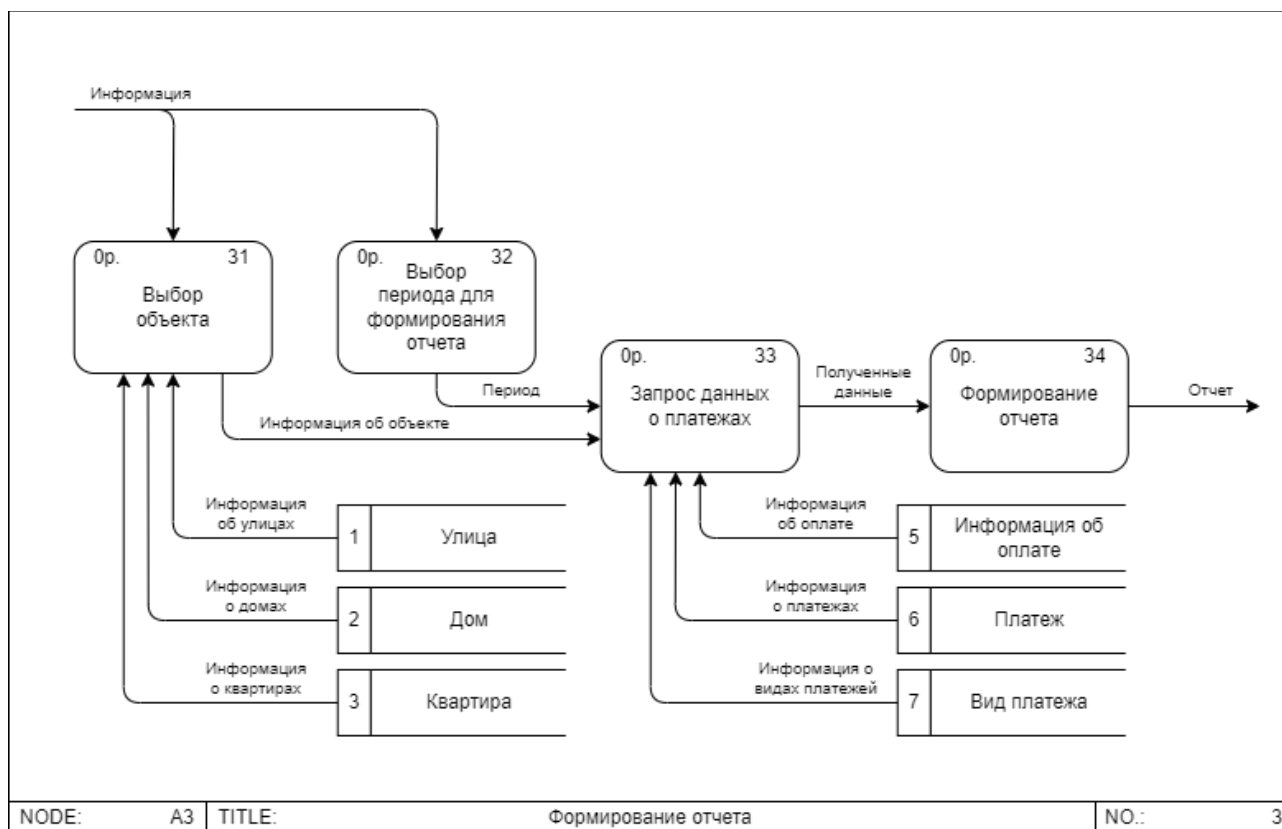 Информация
0р. 31
Выбор
объекта
0р. 32
Выбор
периода для
формирования
отчета
Период
Информация об объекте
0р. 33
Запрос данных
о платежах
Полученные
данные
0р. 34
Формирование
отчета
Отчет
Информация
об улицах
1 Улица
Информация
о домах
2 Дом
Информация
о квартирах
3 Квартира
Информация
об оплате
5 Информация об
оплате
Информация
о платежах
6 Платеж
Информация о
видах платежей
7 Вид платежа
NODE: A3 TITLE: Формирование отчета NO.: 3